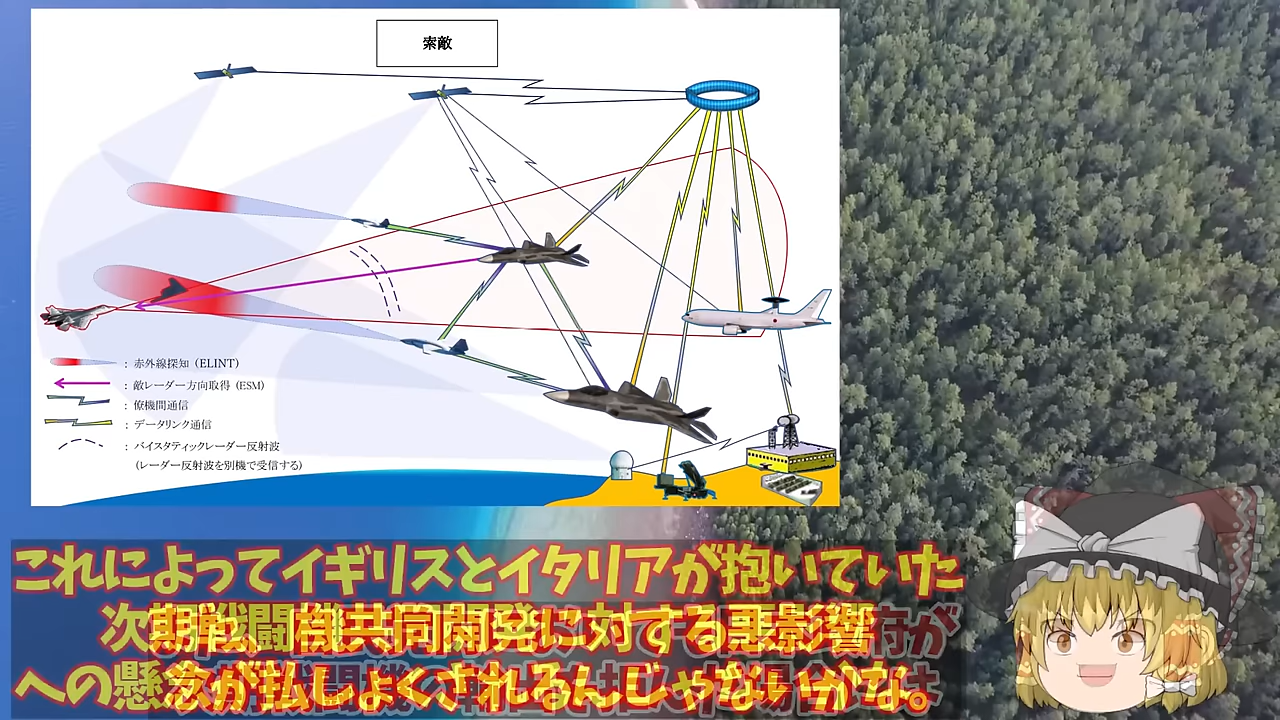 索敵
: 赤外線探知 (ELINT)
: 敵レーダー方向取得 (ESM)
: 僚機間通信
: データリンク通信
: バイスタティックレーダー反射波
(レーダー反射波を別機で受信する)
これによってイギリスとイタリアが抱いていた
次期戦闘機共同開発に対する悪影響
への懸念が払しょくされるんじゃないかな。